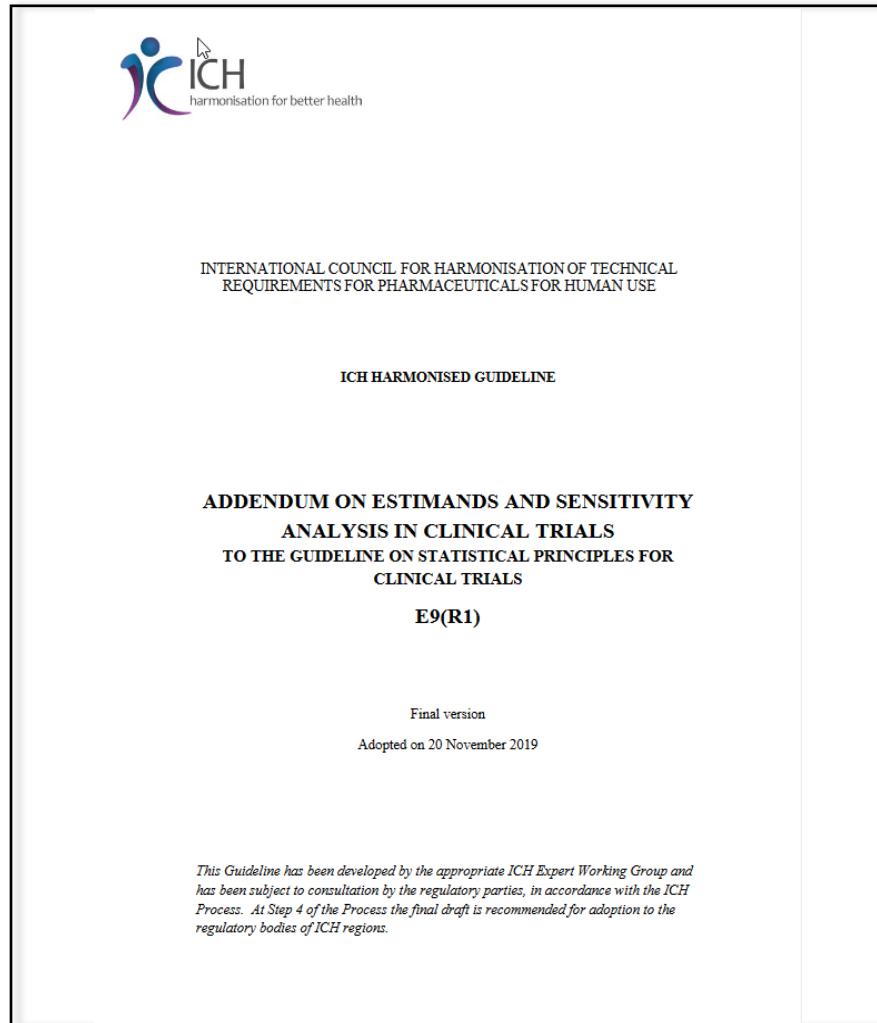 ICH
harmonisation for better health
INTERNATIONAL COUNCIL FOR HARMONISATION OF TECHNICAL
REQUIREMENTS FOR PHARMACEUTICALS FOR HUMAN USE
ICH HARMONISED GUIDELINE
ADDENDUM ON ESTIMANDS AND SENSITIVITY
ANALYSIS IN CLINICAL TRIALS
TO THE GUIDELINE ON STATISTICAL PRINCIPLES FOR
CLINICAL TRIALS
E9(R1)
Final version
Adopted on 20 November 2019
This Guideline has been developed by the appropriate ICH Expert Working Group and
has been subject to consultation by the regulatory parties, in accordance with the ICH
Process. At Step 4 of the Process the final draft is recommended for adoption to the
regulatory bodies of ICH regions.